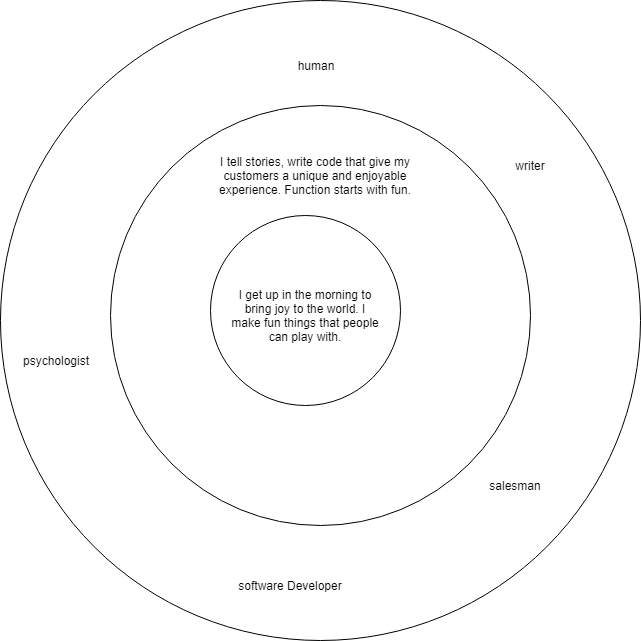 human
writer
I tell stories, write code that give my
customers a unique and enjoyable
experience. Function starts with fun.
I get up in the morning to
bring joy to the world. I
make fun things that people
can play with.
psychologist
salesman
software Developer